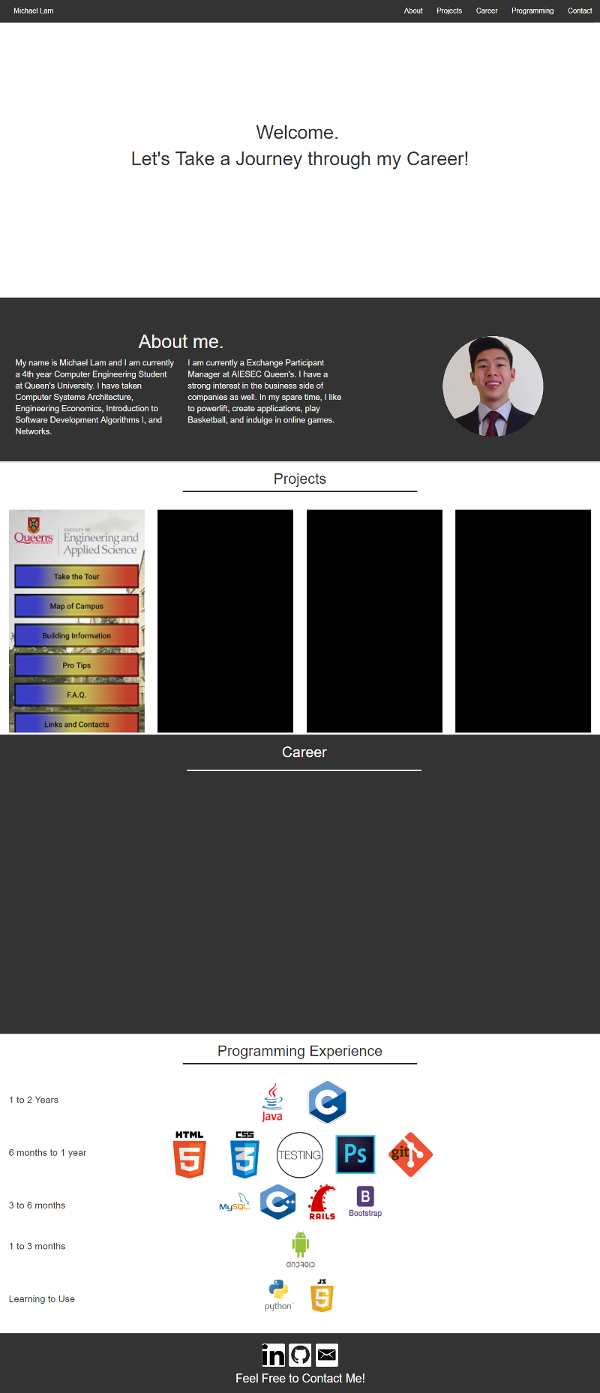 Michael Lam
About Projects Career Programming Contact
Welcome.
Let's Take a Journey through my Career!
About me.
My name is Michael Lam and I am currently
a 4th year Computer Engineering Student
at Queen's University. I have taken
Computer Systems Architecture,
Engineering Economics, Introduction to
Software Development Algorithms I, and
Networks.
I am currently a Exchange Participant
Manager at AIESEC Queen's. I have a
strong interest in the business side of
companies as well. In my spare time, I like
to powerlift, create applications, play
Basketball, and indulge in online games.
Projects
Queen's
FACULTY OF
Engineering and
Applied Science
Take the Tour
Map of Campus
Building Information
Pro Tips
F.A.Q.
Links and Contacts
Career
Programming Experience
1 to 2 Years
Java
C
6 months to 1 year
HTML
5
CSS
3
TESTING
Ps
git
3 to 6 months
MySQL
C++
RAILS
B
Bootstrap
1 to 3 months
android
Learning to Use
python
JS
5
in
Feel Free to Contact Me!